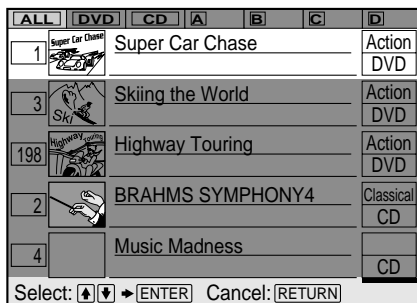 ALL DVD CD A B C D
1 Super Car Chase Super Car Chase Action
DVD
3 Ski Skiing the World Action
DVD
198 Highway Touring Highway Touring Action
DVD
2 BRAHMS SYMPHONY4 Classical
CD
4 Music Madness
CD
Select: ENTER Cancel: RETURN